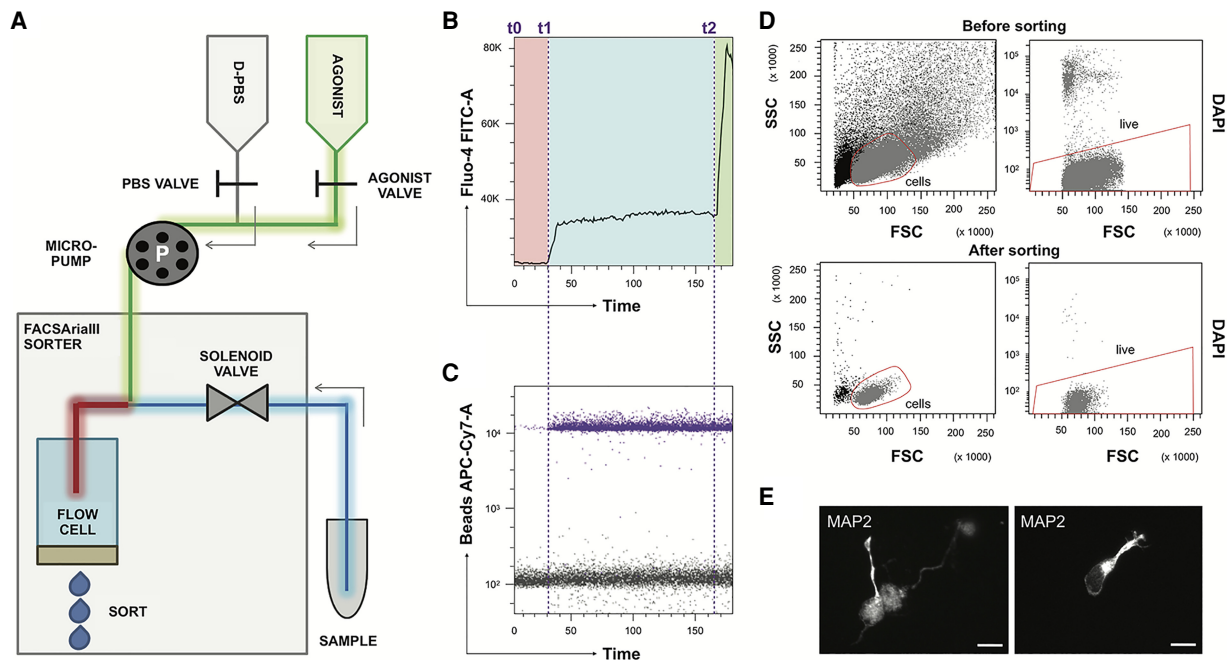 A
D-PBS
AGONIST
PBS VALVE
AGONIST
VALVE
MICRO-
PUMP
P
FACSAriaIII
SORTER
SOLENOID
VALVE
FLOW
CELL
SORT
SAMPLE
B
t0 t1 t2
Fluo-4 FITC-A
80K
60K
40K
0 50 100 150
Time
C
Beads APC-Cy7-A
10⁴
10³
10²
0 50 100 150
Time
D
Before sorting
SSC (x 1000)
250
200
150
100
50
cells
50 100 150 200 250
FSC (x 1000)
10⁵
10⁴
10³
10²
live
DAPI
50 100 150 200 250
FSC (x 1000)
After sorting
SSC (x 1000)
250
200
150
100
50
cells
50 100 150 200 250
FSC (x 1000)
10⁵
10⁴
10³
10²
live
DAPI
50 100 150 200 250
FSC (x 1000)
E
MAP2
MAP2